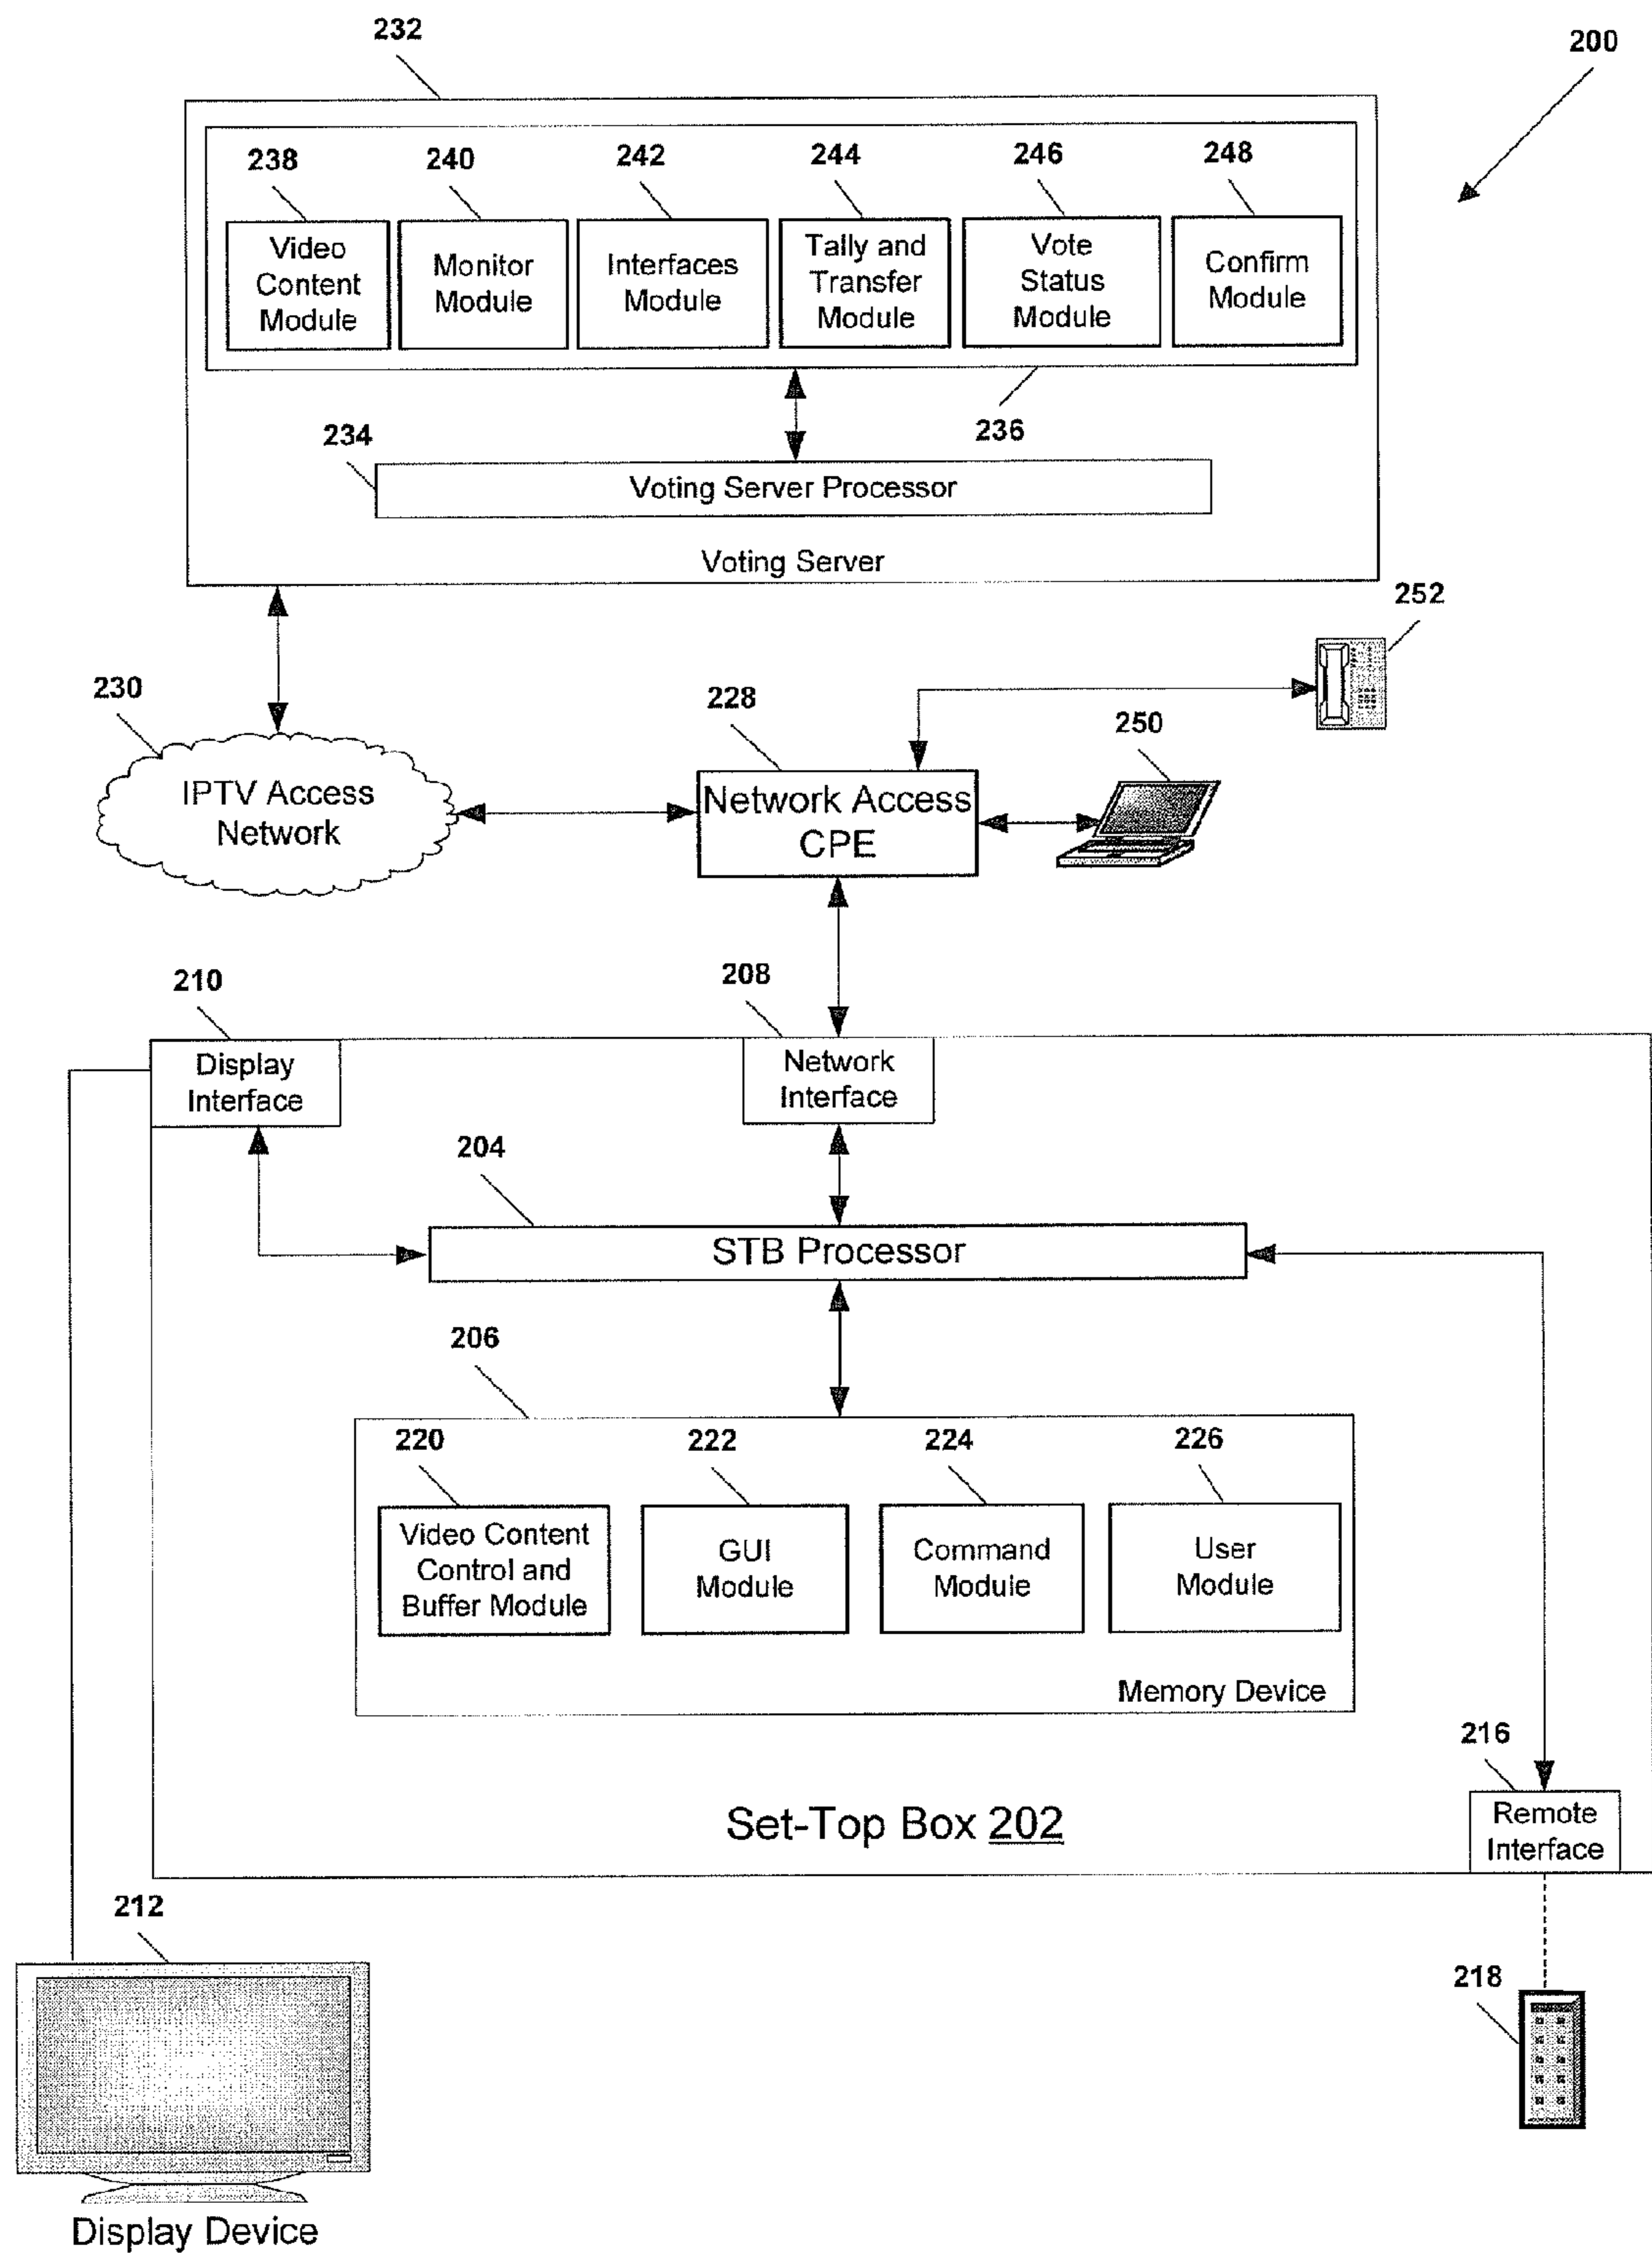 232
200
238
240
242
244
246
248
Video
Content
Module
Monitor
Module
Interfaces
Module
Tally and
Transfer
Module
Vote
Status
Module
Confirm
Module
236
234
Voting Server Processor
Voting Server
252
230
228
250
IPTV Access
Network
Network Access
CPE
210
208
Display
Interface
Network
Interface
204
STB Processor
206
220
222
224
226
Video Content
Control and
Buffer Module
GUI
Module
Command
Module
User
Module
Memory Device
216
Set-Top Box 202
Remote
Interface
212
218
Display Device